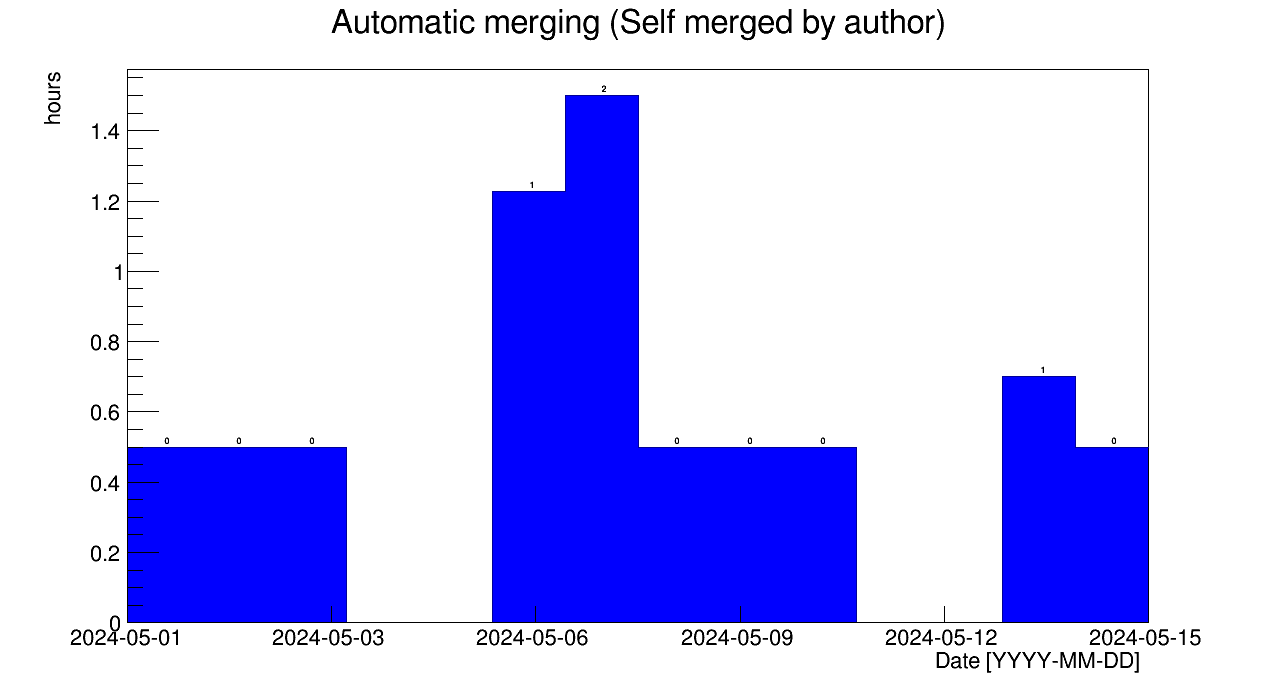 Automatic merging (Self merged by author)
hours
2
1.4
1
1.2
1
0.8
1
0.6
0 0 0 0 0 0 0
0.4
0.2
0
2024-05-01 2024-05-03 2024-05-06 2024-05-09 2024-05-12 2024-05-15
Date [YYYY-MM-DD]